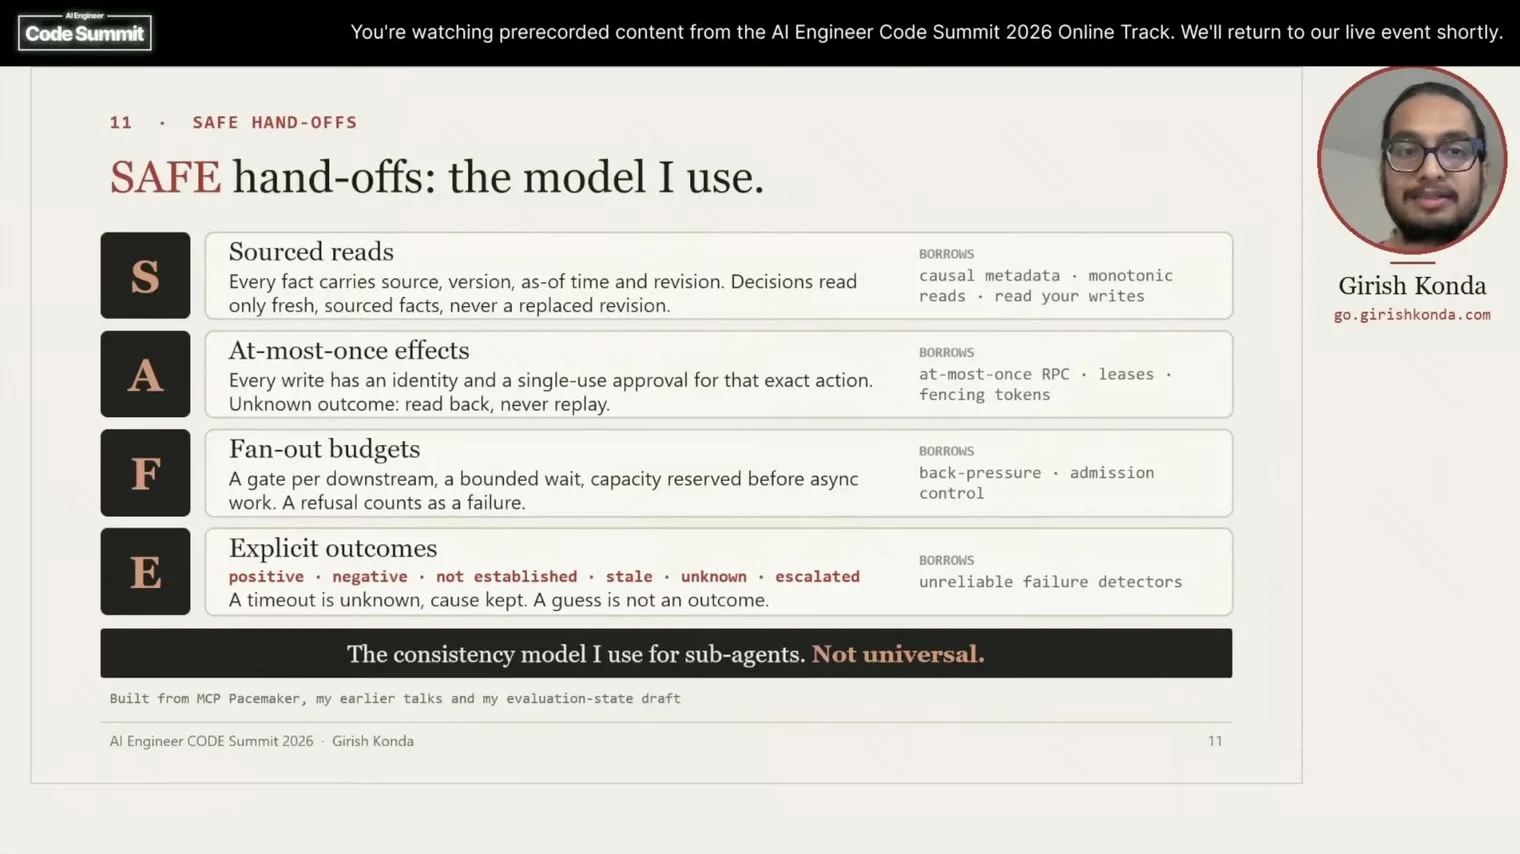 AI Engineer
Code Summit
You're watching prerecorded content from the AI Engineer Code Summit 2026 Online Track. We'll return to our live event shortly.
11 · SAFE HAND-OFFS
SAFE hand-offs: the model I use.
S
Sourced reads
Every fact carries source, version, as-of time and revision. Decisions read
only fresh, sourced facts, never a replaced revision.
BORROWS
causal metadata · monotonic
reads · read your writes
A
At-most-once effects
Every write has an identity and a single-use approval for that exact action.
Unknown outcome: read back, never replay.
BORROWS
at-most-once RPC · leases ·
fencing tokens
F
Fan-out budgets
A gate per downstream, a bounded wait, capacity reserved before async
work. A refusal counts as a failure.
BORROWS
back-pressure · admission
control
E
Explicit outcomes
positive · negative · not established · stale · unknown · escalated
A timeout is unknown, cause kept. A guess is not an outcome.
BORROWS
unreliable failure detectors
The consistency model I use for sub-agents. Not universal.
Built from MCP Pacemaker, my earlier talks and my evaluation-state draft
AI Engineer CODE Summit 2026 · Girish Konda
11
Girish Konda
go.girishkonda.com